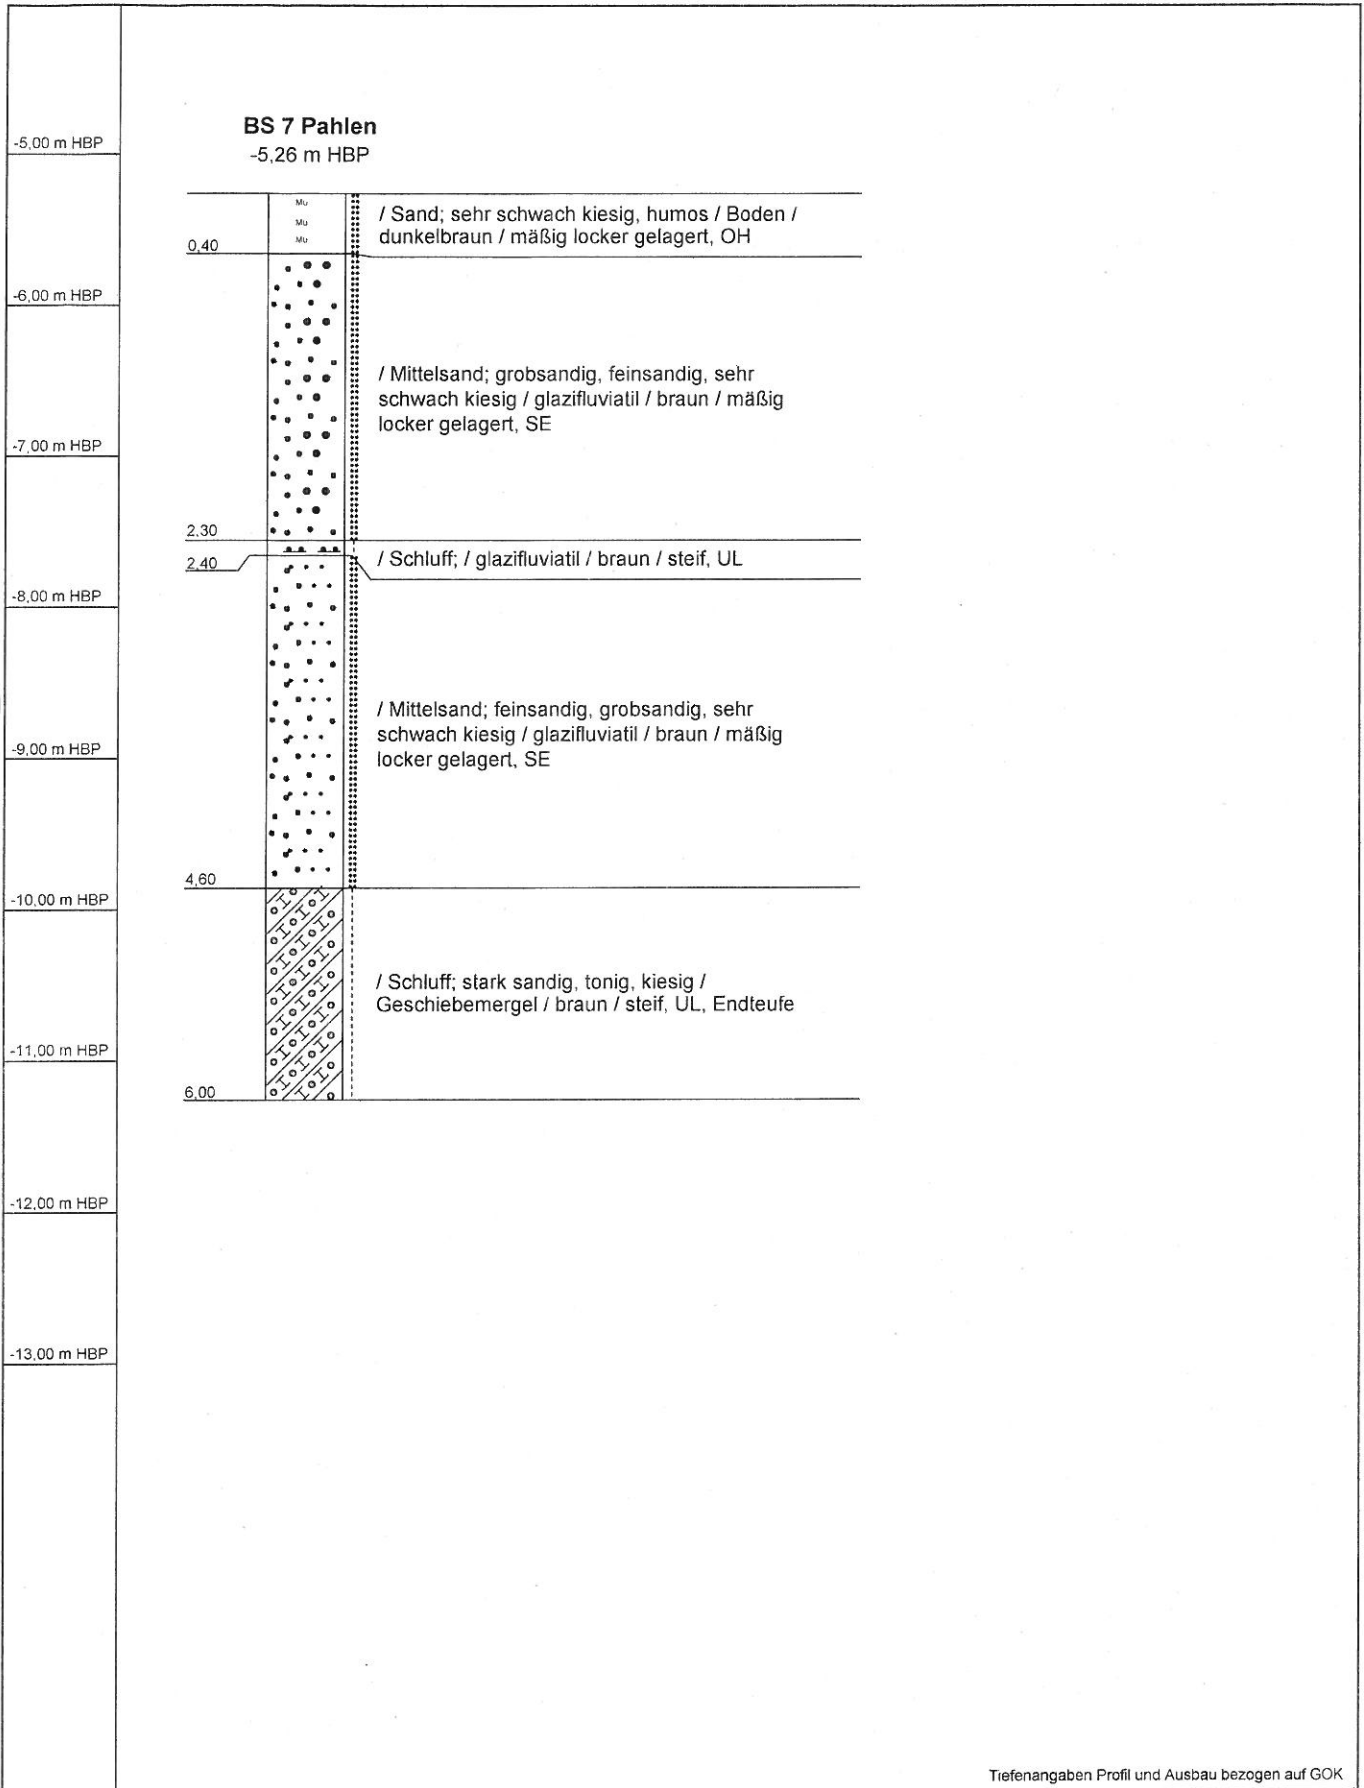 BS 7 Pahlen
-5,26 m HBP
-5,00 m HBP
-6,00 m HBP
-7,00 m HBP
-8,00 m HBP
-9,00 m HBP
-10,00 m HBP
-11,00 m HBP
-12,00 m HBP
-13,00 m HBP
Mu
Mu
Mu
/ Sand; sehr schwach kiesig, humos / Boden /
dunkelbraun / mäßig locker gelagert, OH
0,40
/ Mittelsand; grobsandig, feinsandig, sehr
schwach kiesig / glazifluviatil / braun / mäßig
locker gelagert, SE
2,30
/ Schluff; / glazifluviatil / braun / steif, UL
2,40
/ Mittelsand; feinsandig, grobsandig, sehr
schwach kiesig / glazifluviatil / braun / mäßig
locker gelagert, SE
4,60
/ Schluff; stark sandig, tonig, kiesig /
Geschiebemergel / braun / steif, UL, Endteufe
6,00
Tiefenangaben Profil und Ausbau bezogen auf GOK